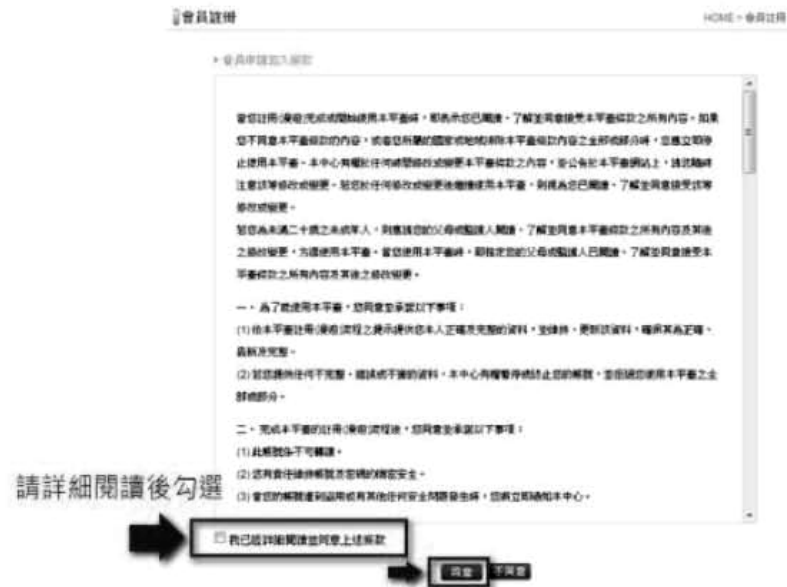 會員註冊
HOME > 會員註冊
會員申請加入條款
當您註冊(漫遊)完成或開始使用本平臺時，即表示您已閱讀、了解並同意接受本平臺條款之所有內容。如果
您不同意本平臺條款的內容，或者您所屬的國家或地域排除本平臺條款內容之全部或部分時，您應立即停
止使用本平臺。本中心有權於任何時間修改或變更本平臺條款之內容，並公告於本平臺網站上，請您隨時
注意該等修改或變更。若您於任何修改或變更後繼續使用本平臺，則視為您已閱讀、了解並同意接受該等
修改或變更。
若您為未滿二十歲之未成年人，則應請您的父母或監護人閱讀、了解並同意本平臺條款之所有內容及其後
之修改變更，方得使用本平臺。當您使用本平臺時，即推定您的父母或監護人已閱讀、了解並同意接受本
平臺條款之所有內容及其後之修改變更。
一、為了能使用本平臺，您同意並承諾以下事項：
(1) 依本平臺註冊(漫遊)流程之提示提供您本人正確及完整的資料，並維持、更新該資料，確保其為正確、
最新及完整。
(2) 若您提供任何不完整、錯誤或不實的資料，本中心有權暫停或終止您的帳號，並拒絕您使用本平臺之全
部或部分。
二、完成本平臺的註冊(漫遊)流程後，您同意並承諾以下事項：
(1) 此帳號係不可轉讓。
(2) 您有責任維持帳號及密碼的機密安全。
(3) 當您的帳號遭到盜用或有其他任何安全問題發生時，您將立即通知本中心。
請詳細閱讀後勾選
我已經詳細閱讀並同意上述條款
同意
不同意